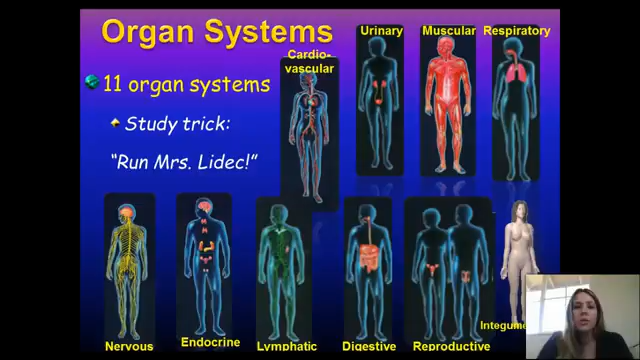 Organ Systems
Cardio-
vascular
Urinary
Muscular
Respiratory
11 organ systems
Study trick:
"Run Mrs. Lidec!"
Nervous
Endocrine
Lymphatic
Digestive
Reproductive